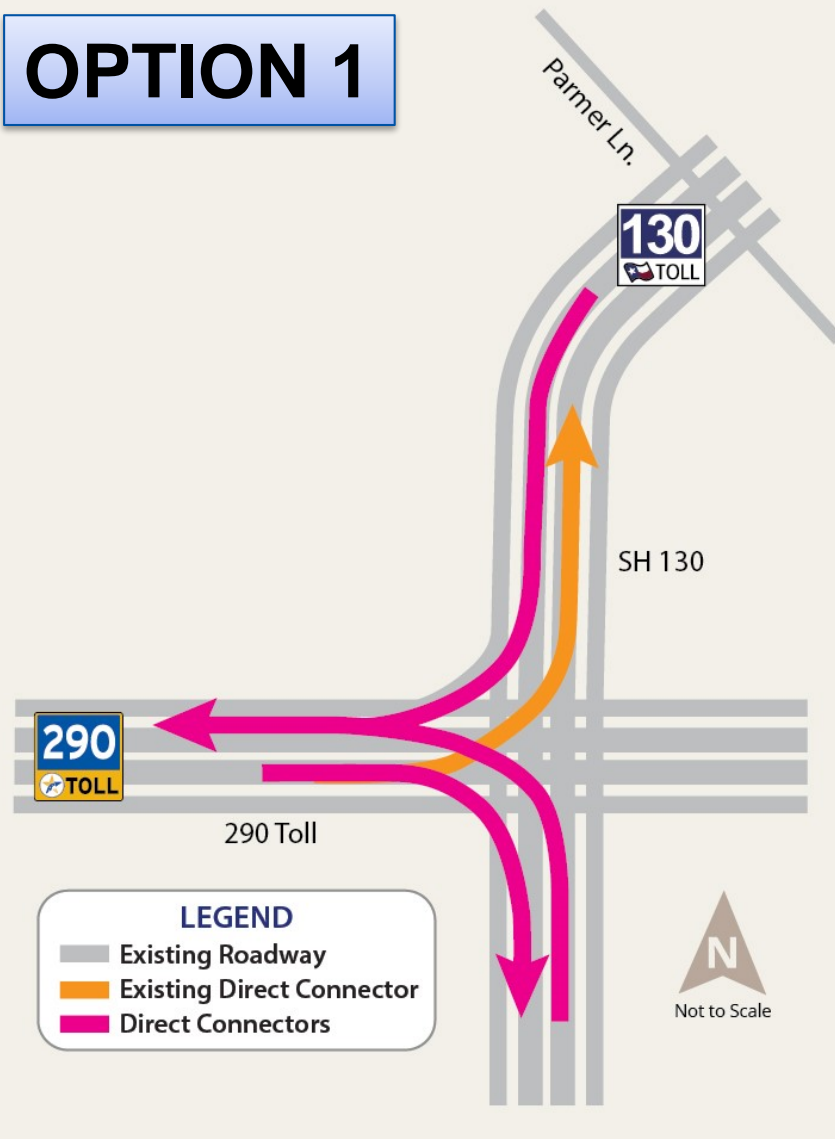 OPTION 1
Parmer Ln.
130
TOLL
SH 130
290
TOLL
290 Toll
LEGEND
Existing Roadway
Existing Direct Connector
Direct Connectors
N
Not to Scale